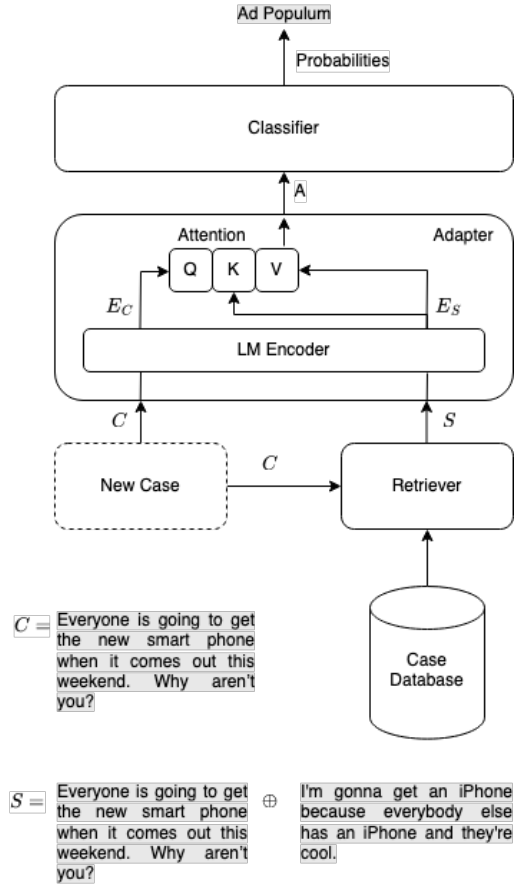 Ad Populum
Probabilities
Classifier
A
Attention
Adapter
Q K V
E_C
E_S
LM Encoder
C
S
New Case
C
Retriever
Case
Database
C = Everyone is going to get
the new smart phone
when it comes out this
weekend. Why aren't
you?
S = Everyone is going to get
the new smart phone
when it comes out this
weekend. Why aren't
you?
⊕
I'm gonna get an iPhone
because everybody else
has an iPhone and they're
cool.